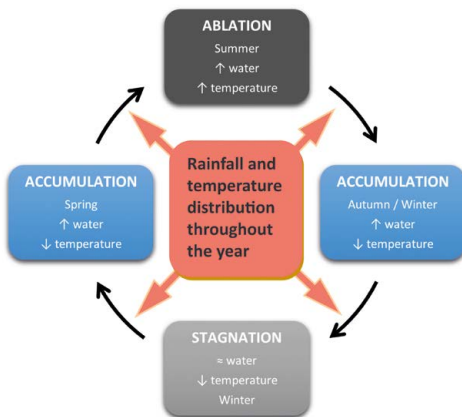 ABLATION
Summer
↑ water
↑ temperature
ACCUMULATION
Spring
↑ water
↓ temperature
Rainfall and
temperature
distribution
throughout
the year
ACCUMULATION
Autumn / Winter
↑ water
↓ temperature
STAGNATION
≈ water
↓ temperature
Winter